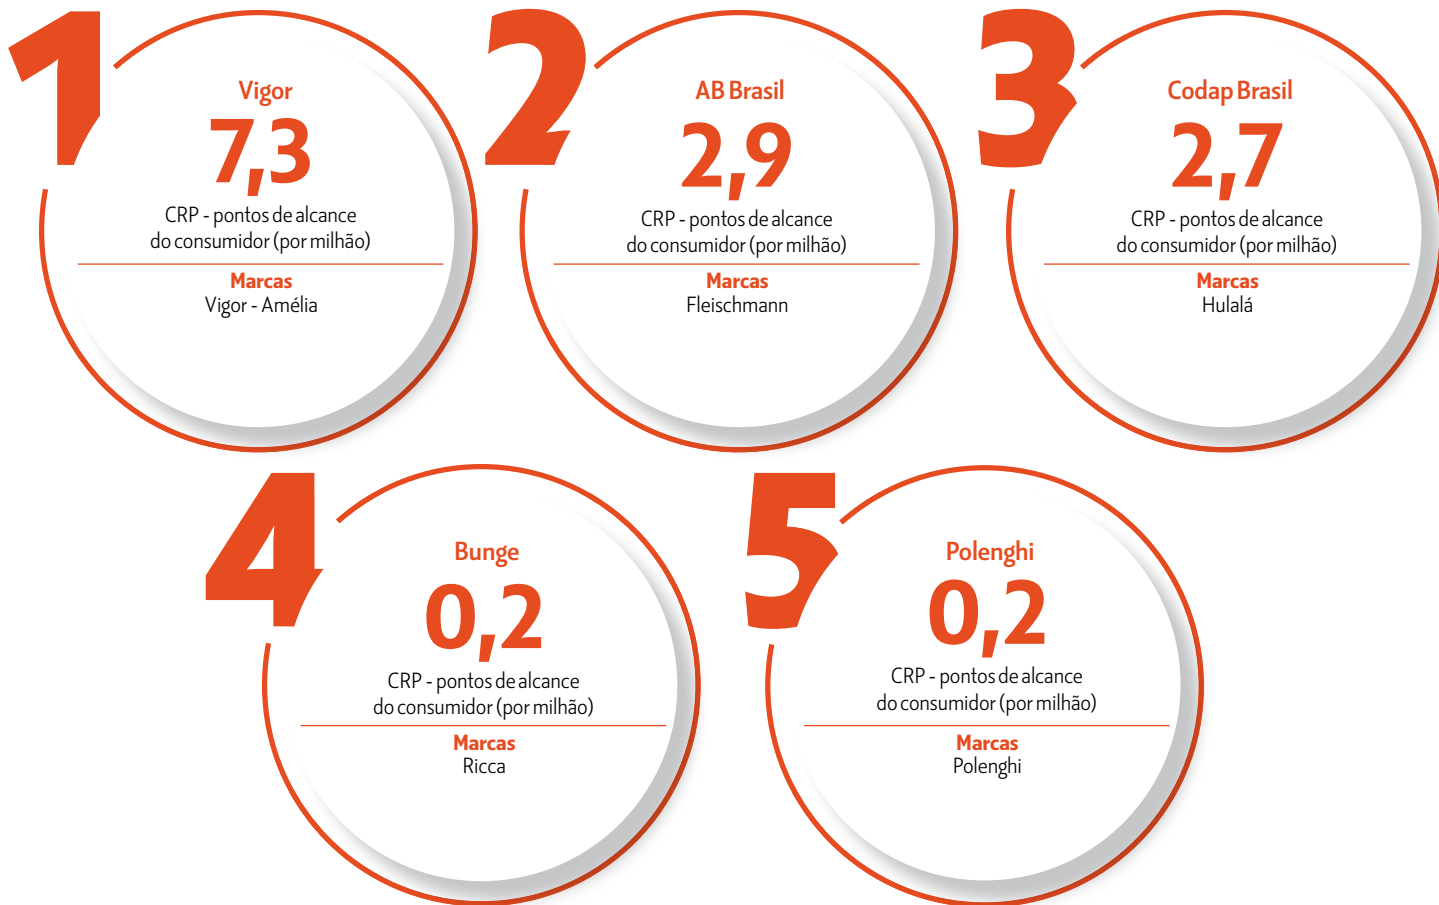 1
Vigor
7,3
CRP - pontos de alcance
do consumidor (por milhão)
Marcas
Vigor - Amélia
2
AB Brasil
2,9
CRP - pontos de alcance
do consumidor (por milhão)
Marcas
Fleischmann
3
Codap Brasil
2,7
CRP - pontos de alcance
do consumidor (por milhão)
Marcas
Hulalá
4
Bunge
0,2
CRP - pontos de alcance
do consumidor (por milhão)
Marcas
Ricca
5
Polenghi
0,2
CRP - pontos de alcance
do consumidor (por milhão)
Marcas
Polenghi